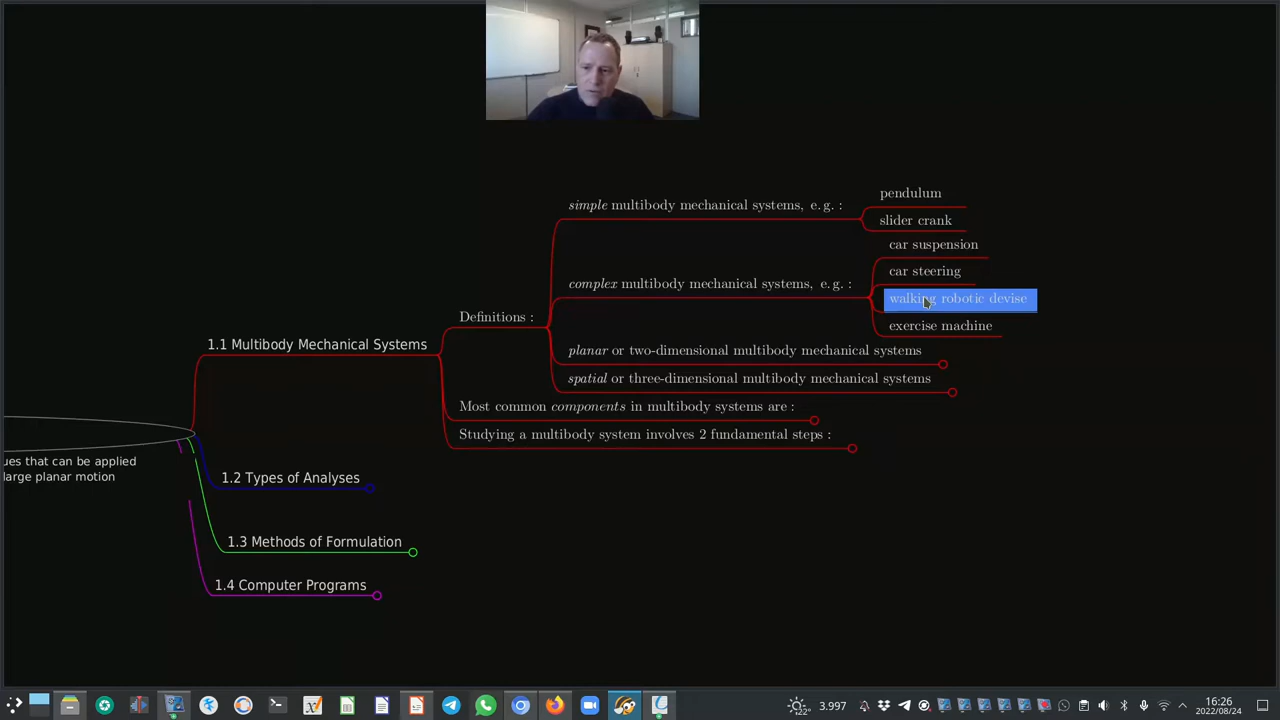 pendulum
simple multibody mechanical systems, e. g. :
slider crank
car suspension
car steering
complex multibody mechanical systems, e. g. :
walking robotic devise
exercise machine
Definitions :
1.1 Multibody Mechanical Systems
planar or two-dimensional multibody mechanical systems
spatial or three-dimensional multibody mechanical systems
Most common components in multibody systems are :
Studying a multibody system involves 2 fundamental steps :
ues that can be applied
large planar motion
1.2 Types of Analyses
1.3 Methods of Formulation
1.4 Computer Programs
22°
3.997
16:26
2022/08/24